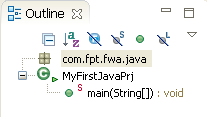 Outline
com.fpt.fwa.java
MyFirstJavaPrj
main(String[]) : void